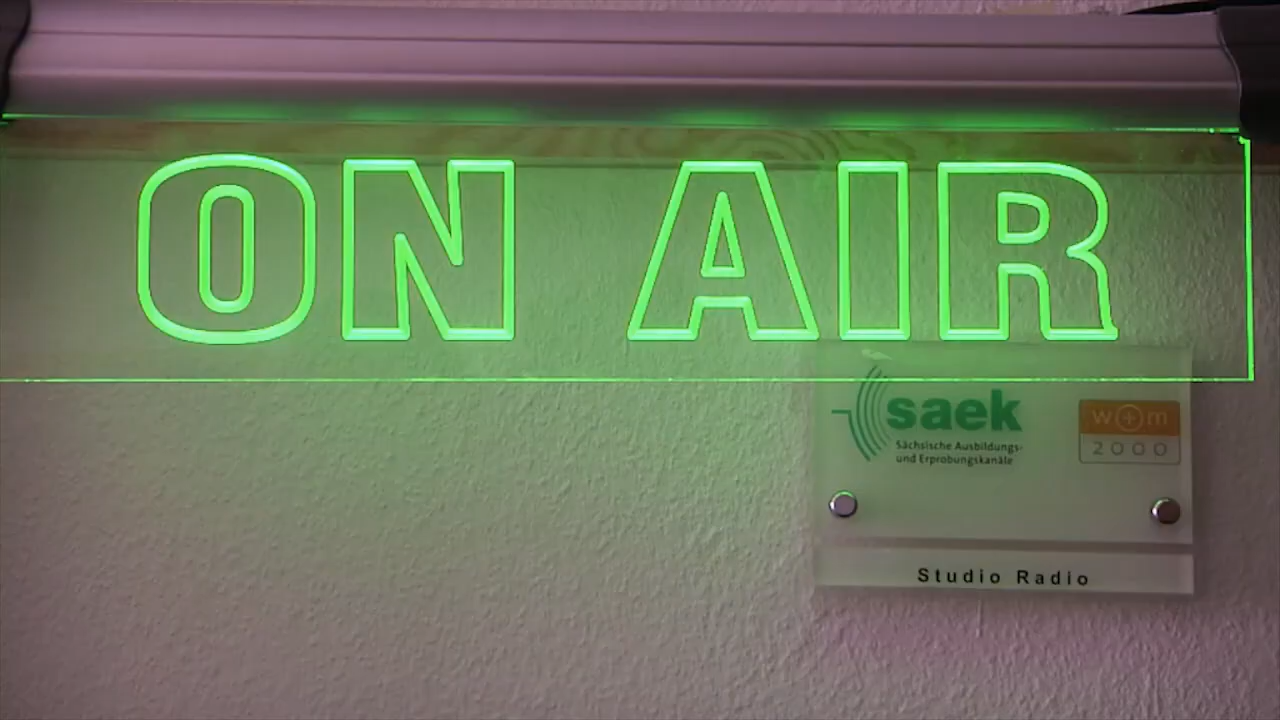 ON AIR
saek
Sächsische Ausbildungs-
und Erprobungskanäle
w+m
2000
Studio Radio